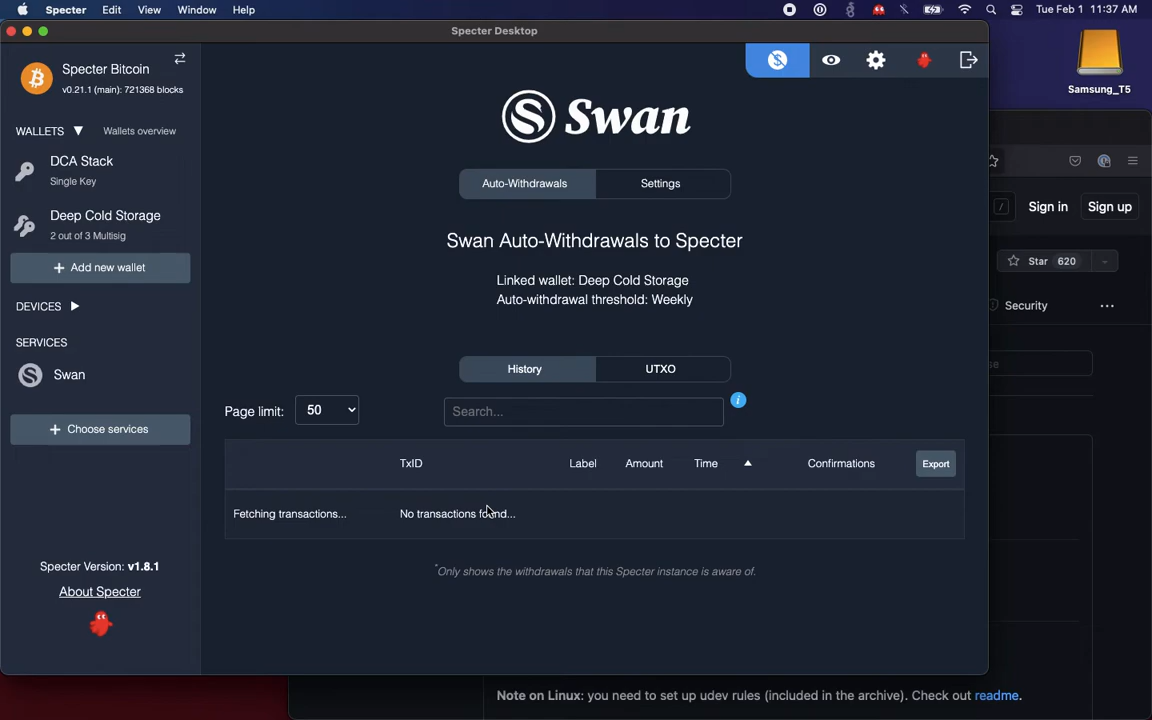 Specter Edit View Window Help
Tue Feb 1 11:37 AM
Specter Desktop
Samsung_T5
Specter Bitcoin
v0.21.1 (main): 721368 blocks
WALLETS ▼ Wallets overview
DCA Stack
Single Key
Deep Cold Storage
2 out of 3 Multisig
+ Add new wallet
DEVICES ▶
SERVICES
Swan
+ Choose services
Specter Version: v1.8.1
About Specter
Swan
Auto-Withdrawals Settings
Swan Auto-Withdrawals to Specter
Linked wallet: Deep Cold Storage
Auto-withdrawal threshold: Weekly
History UTXO
Page limit: 50 Search... i
TxID Label Amount Time ▲ Confirmations Export
Fetching transactions... No transactions found...
*Only shows the withdrawals that this Specter instance is aware of.
/ Sign in Sign up
Star 620
Security ...
Note on Linux: you need to set up udev rules (included in the archive). Check out readme.